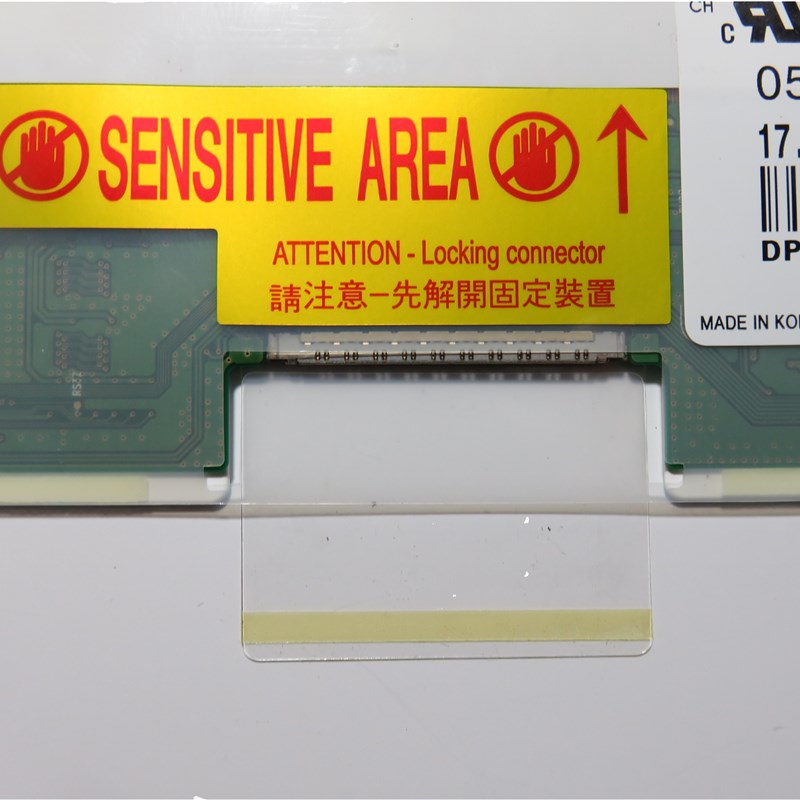 CH
C
05
17.
SENSITIVE AREA
DP
ATTENTION - Locking connector
請注意-先解開固定裝置
MADE IN KO